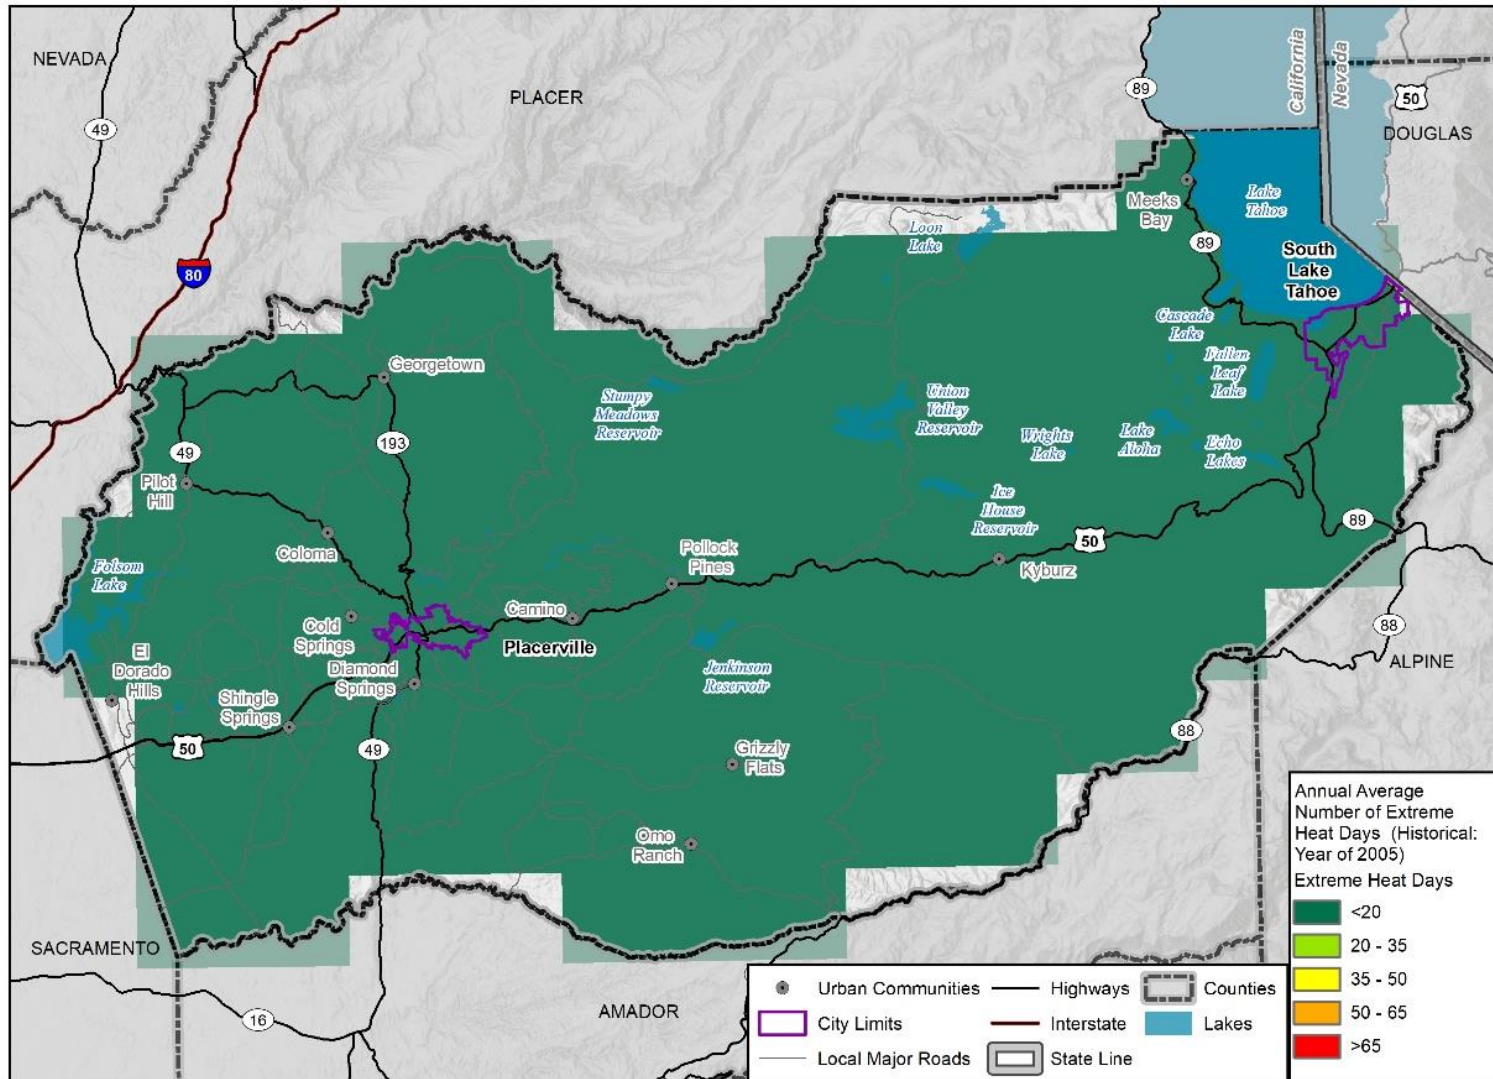 NEVADA
PLACER
49
80
89
California
Nevada
50
DOUGLAS
Meeks
Bay
Lake
Tahoe
89
South
Lake
Tahoe
Loon
Lake
Cascade
Lake
Fallen
Leaf
Lake
Georgetown
Stumpy
Meadows
Reservoir
Union
Valley
Reservoir
Wrights
Lake
Lake
Aloha
Echo
Lakes
49
193
Pilot
Hill
Coloma
Ice
House
Reservoir
50
89
Folsom
Lake
Pollock
Pines
Kyburz
Camino
Cold
Springs
Placerville
88
ALPINE
El
Dorado
Hills
Diamond
Springs
Shingle
Springs
Jenkinson
Reservoir
50
49
Grizzly
Flats
88
Omo
Ranch
SACRAMENTO
16
AMADOR
Annual Average
Number of Extreme
Heat Days (Historical:
Year of 2005)
Extreme Heat Days
<20
20 - 35
35 - 50
50 - 65
>65
Urban Communities
Highways
Counties
City Limits
Interstate
Lakes
Local Major Roads
State Line